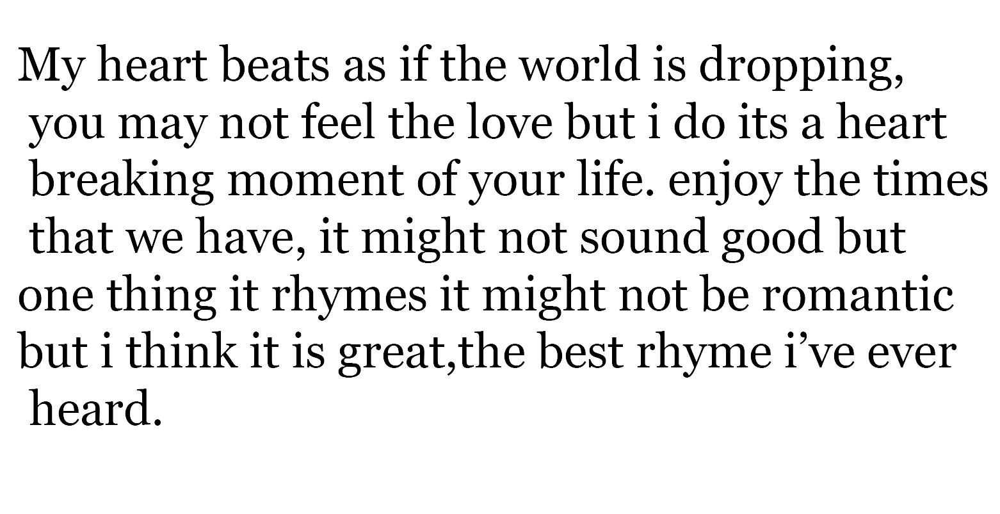 My heart beats as if the world is dropping,
you may not feel the love but i do its a heart
breaking moment of your life. enjoy the times
that we have, it might not sound good but
one thing it rhymes it might not be romantic
but i think it is great,the best rhyme i’ve ever
heard.